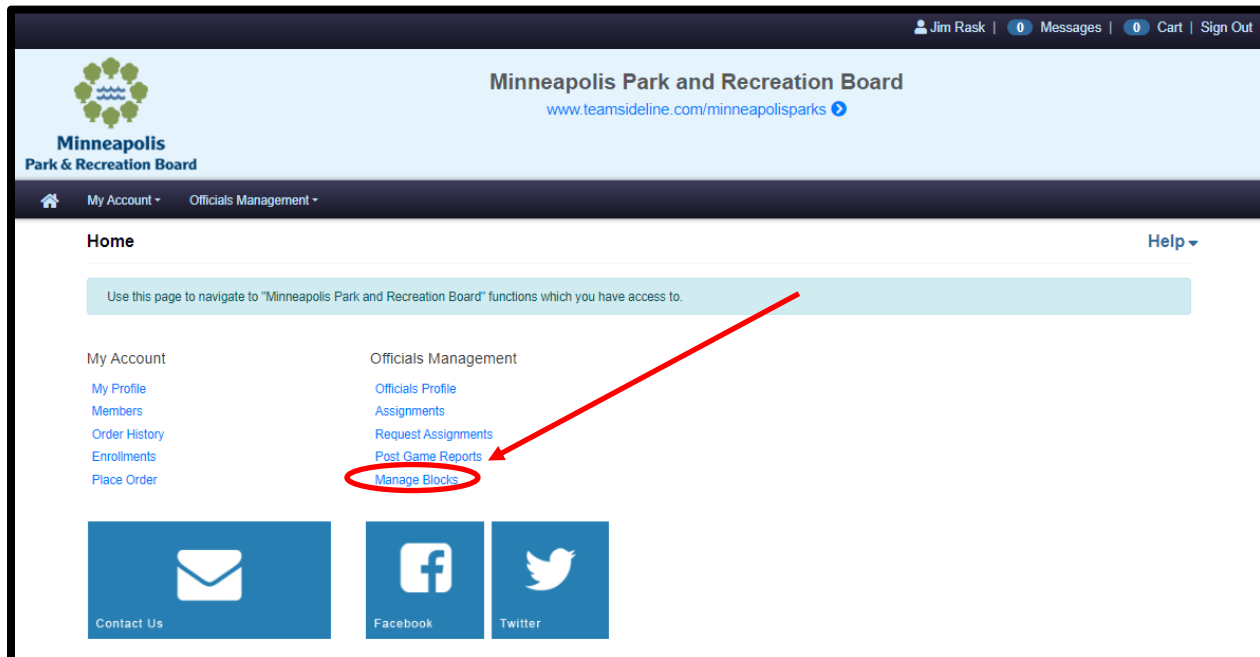 Jim Rask | 0 Messages | 0 Cart | Sign Out
Minneapolis
Park & Recreation Board
Minneapolis Park and Recreation Board
www.teamsideline.com/minneapolisparks
My Account Officials Management
Home
Help
Use this page to navigate to "Minneapolis Park and Recreation Board" functions which you have access to.
My Account
My Profile
Members
Order History
Enrollments
Place Order
Officials Management
Officials Profile
Assignments
Request Assignments
Post Game Reports
Manage Blocks
Contact Us
Facebook
Twitter